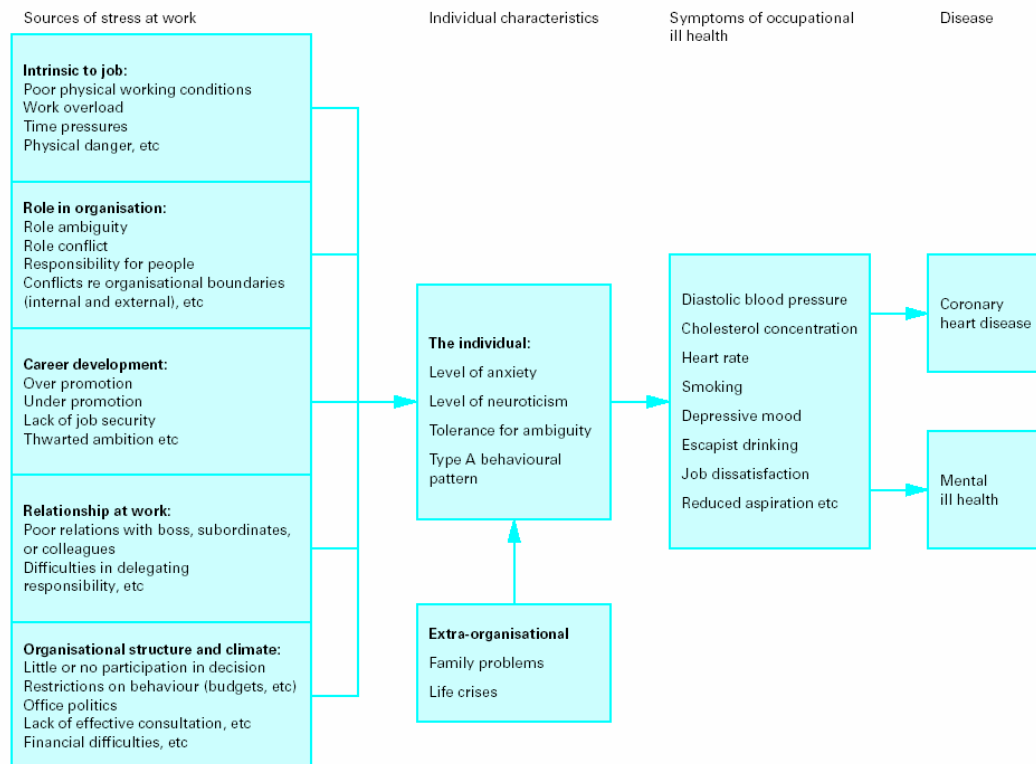 Sources of stress at work
Individual characteristics
Symptoms of occupational
ill health
Disease
Intrinsic to job:
Poor physical working conditions
Work overload
Time pressures
Physical danger, etc
Role in organisation:
Role ambiguity
Role conflict
Responsibility for people
Conflicts re organisational boundaries
(internal and external), etc
Career development:
Over promotion
Under promotion
Lack of job security
Thwarted ambition etc
Relationship at work:
Poor relations with boss, subordinates,
or colleagues
Difficulties in delegating
responsibility, etc
Organisational structure and climate:
Little or no participation in decision
Restrictions on behaviour (budgets, etc)
Office politics
Lack of effective consultation, etc
Financial difficulties, etc
The individual:
Level of anxiety
Level of neuroticism
Tolerance for ambiguity
Type A behavioural
pattern
Extra-organisational
Family problems
Life crises
Diastolic blood pressure
Cholesterol concentration
Heart rate
Smoking
Depressive mood
Escapist drinking
Job dissatisfaction
Reduced aspiration etc
Coronary
heart disease
Mental
ill health